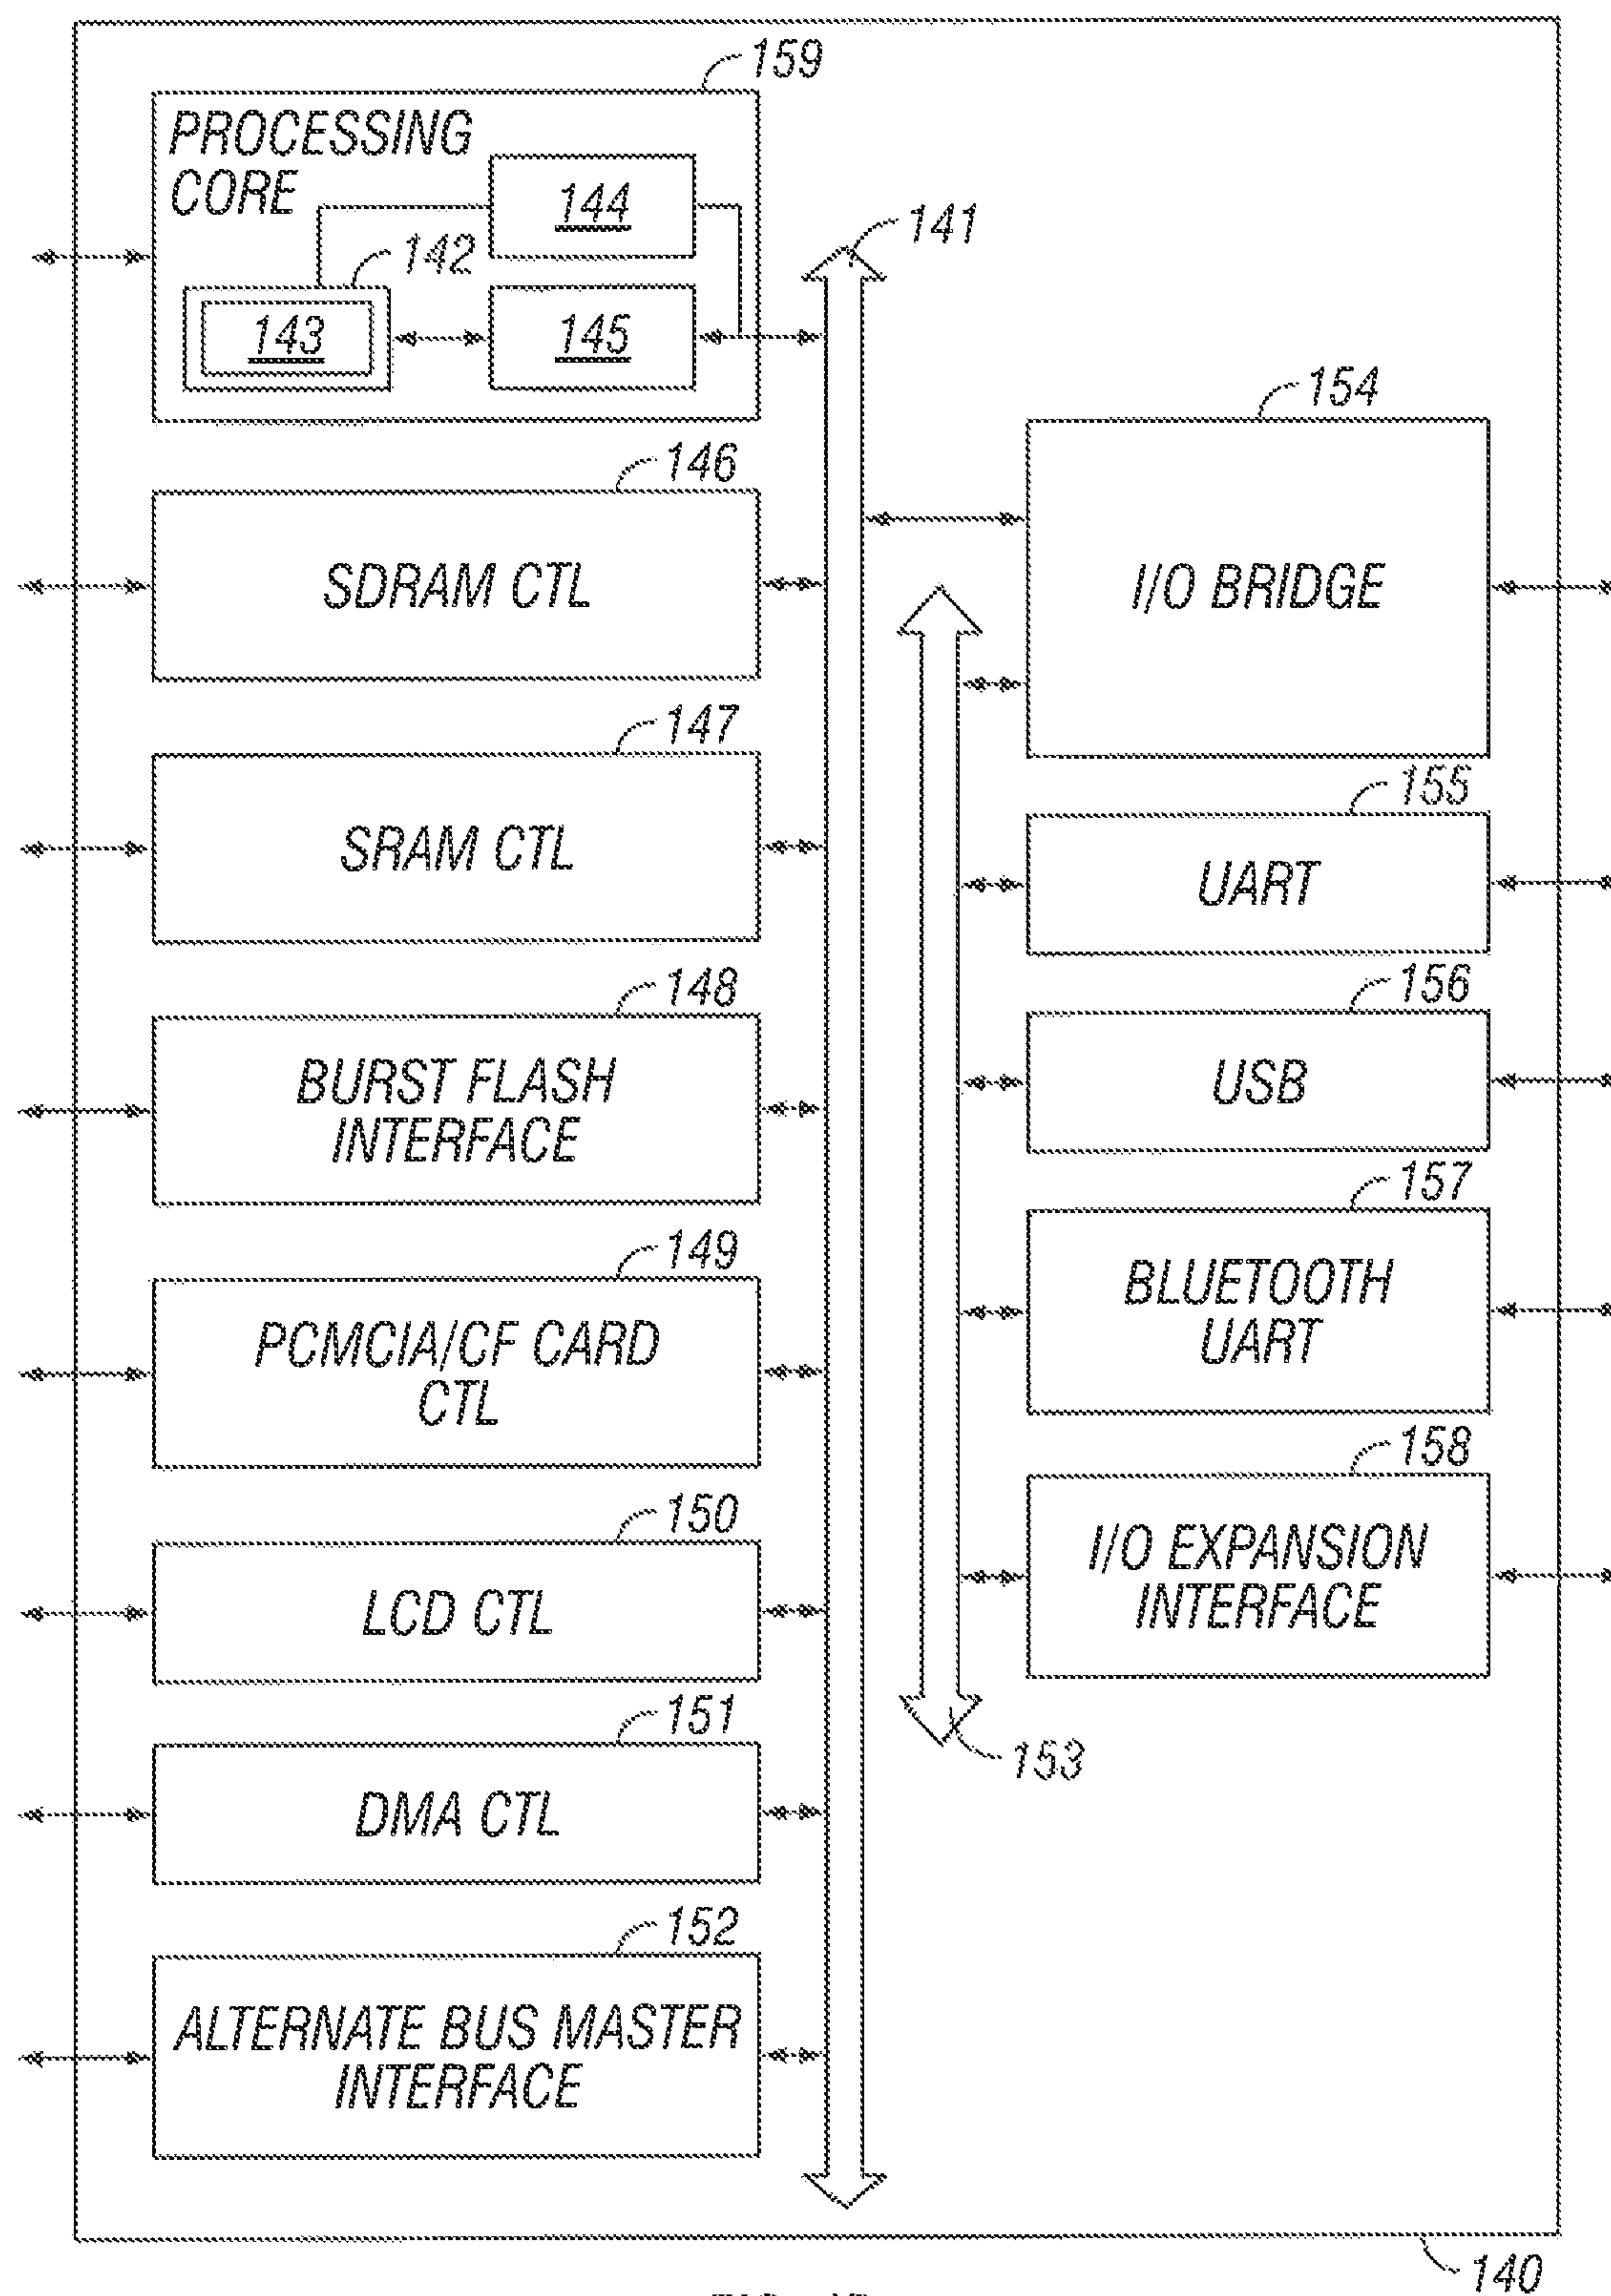 159
PROCESSING
CORE
144
142
143
145
141
154
I/O BRIDGE
146
SDRAM CTL
147
SRAM CTL
155
UART
148
BURST FLASH
INTERFACE
156
USB
149
PCMCIA/CF CARD
CTL
157
BLUETOOTH
UART
150
LCD CTL
158
I/O EXPANSION
INTERFACE
151
DMA CTL
153
152
ALTERNATE BUS MASTER
INTERFACE
140